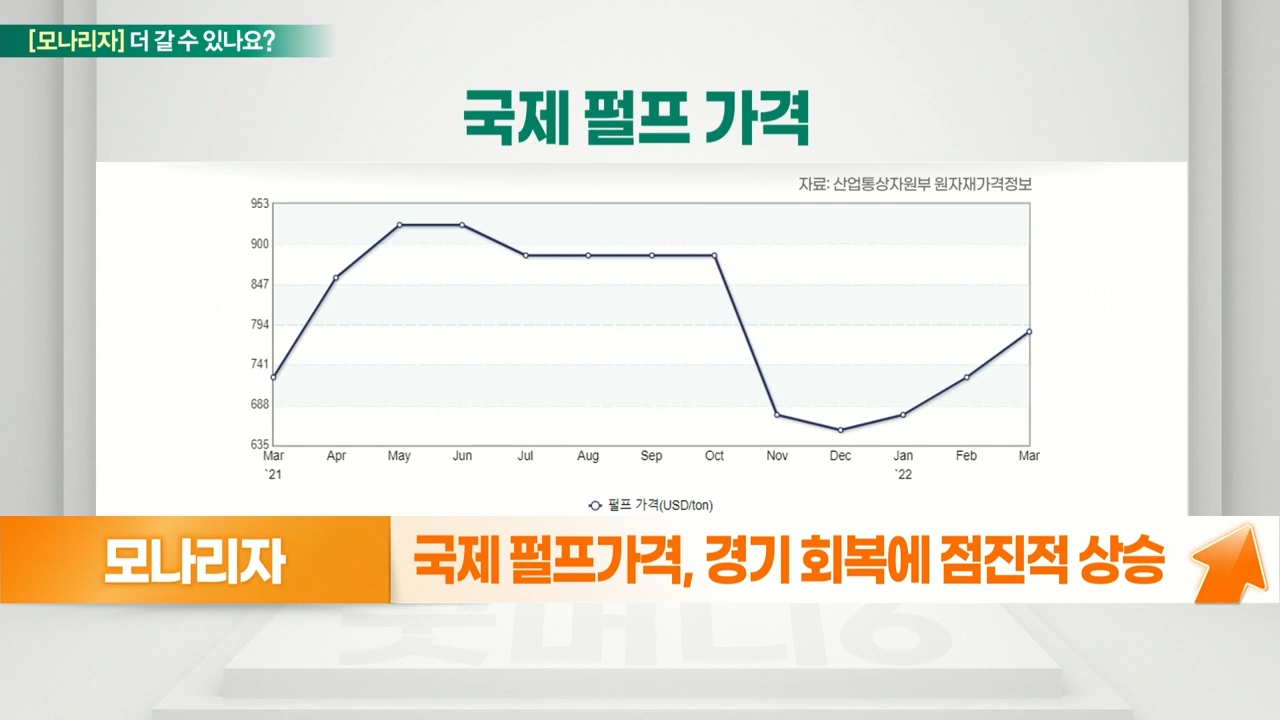 [모나리자] 더 갈 수 있나요?
국제 펄프 가격
자료: 산업통상자원부 원자재가격정보
953
900
847
794
741
688
635
Mar Apr May Jun Jul Aug Sep Oct Nov Dec Jan Feb Mar
`21 `22
펄프 가격(USD/ton)
모나리자
국제 펄프가격, 경기 회복에 점진적 상승
굿머니6